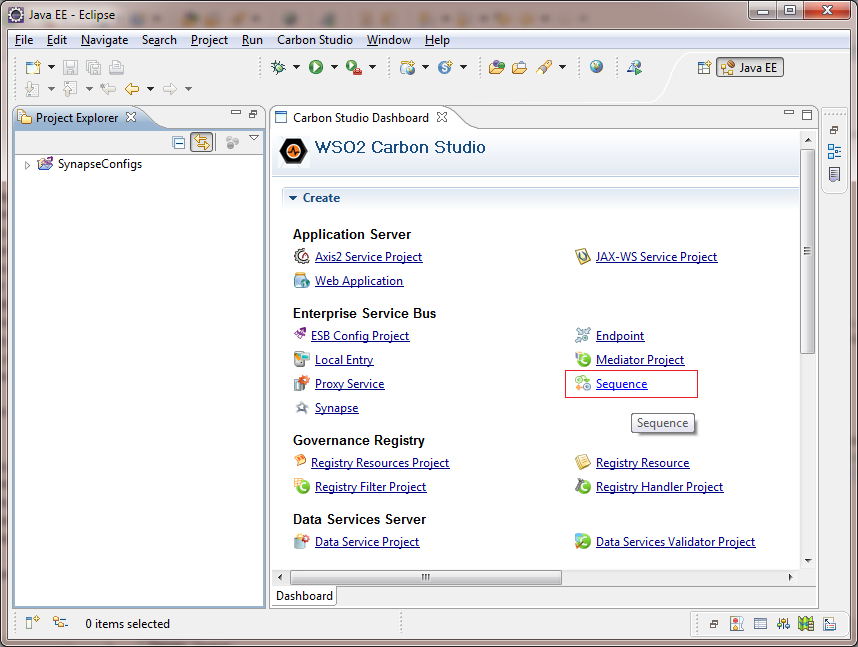 Java EE - Eclipse
File Edit Navigate Search Project Run Carbon Studio Window Help
Java EE
Project Explorer
SynapseConfigs
Carbon Studio Dashboard
WSO2 Carbon Studio
Create
Application Server
Axis2 Service Project JAX-WS Service Project
Web Application
Enterprise Service Bus
ESB Config Project Endpoint
Local Entry Mediator Project
Proxy Service Sequence
Synapse
Sequence
Governance Registry
Registry Resources Project Registry Resource
Registry Filter Project Registry Handler Project
Data Services Server
Data Service Project Data Services Validator Project
Dashboard
0 items selected